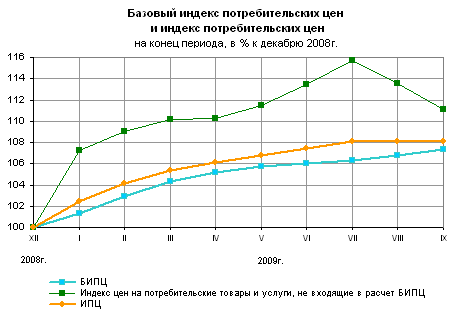 Базовый индекс потребительских цен
и индекс потребительских цен
на конец периода, в % к декабрю 2008г.
116
114
112
110
108
106
104
102
100
XII I II III IV V VI VII VIII IX
2008г. 2009г.
БИПЦ
Индекс цен на потребительские товары и услуги, не входящие в расчет БИПЦ
ИПЦ